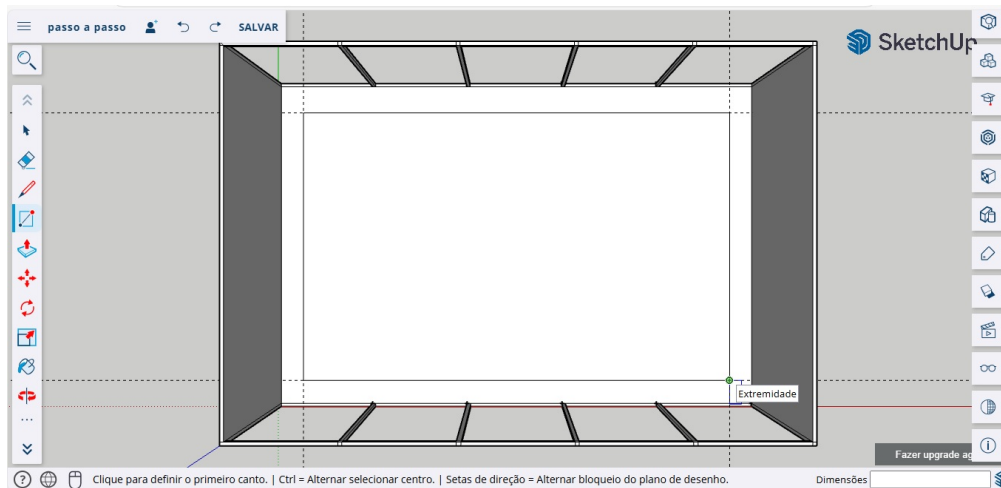 passo a passo SALVAR
SketchUp
Extremidade
Fazer upgrade ag
Clique para definir o primeiro canto. | Ctrl = Alternar selecionar centro. | Setas de direção = Alternar bloqueio do plano de desenho. Dimensões